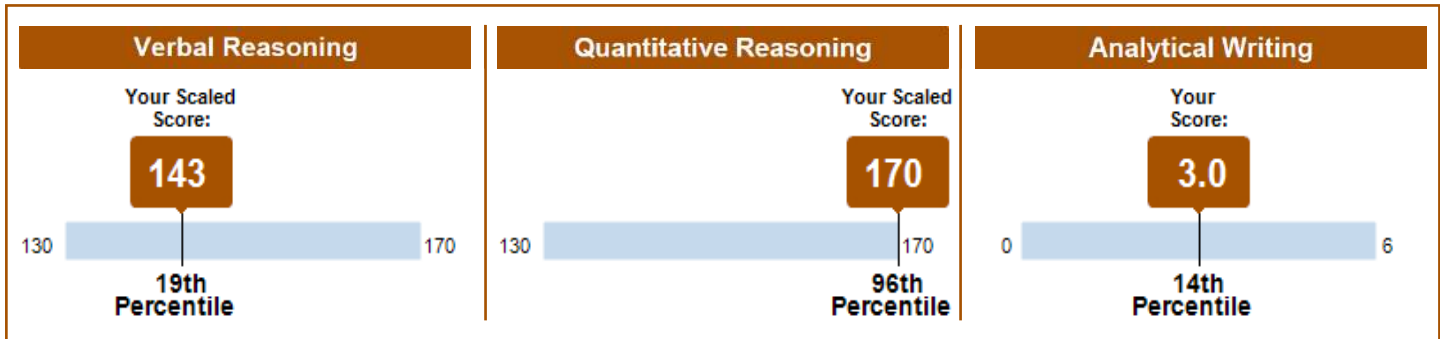 Verbal Reasoning
Your Scaled
Score:
143
130
170
19th
Percentile
Quantitative Reasoning
Your Scaled
Score:
170
130
170
96th
Percentile
Analytical Writing
Your
Score:
3.0
0
6
14th
Percentile